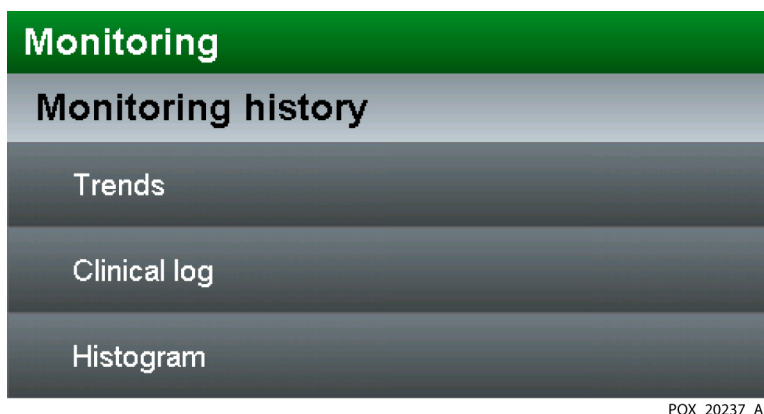 Monitoring
Monitoring history
Trends
Clinical log
Histogram
POX_20237_A